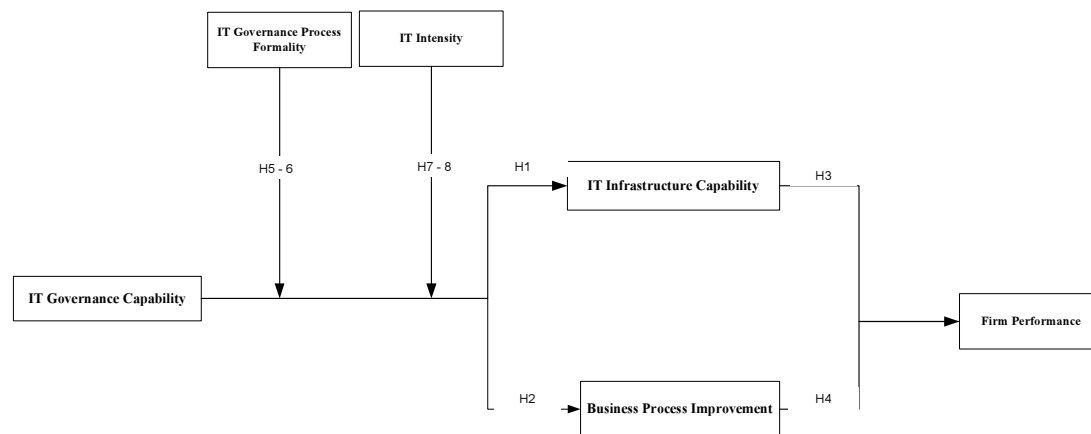 IT Governance Process
Formality
IT Intensity
H5 - 6
H7 - 8
H1
IT Infrastructure Capability
H3
IT Governance Capability
Firm Performance
H2
Business Process Improvement
H4